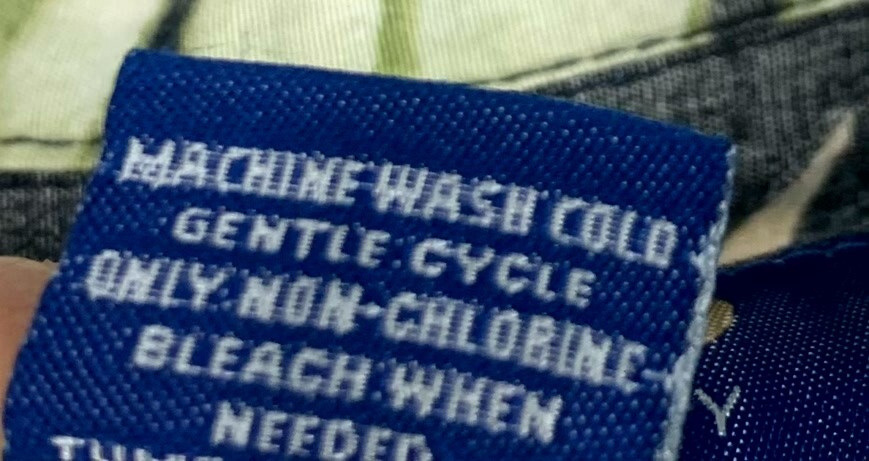 MACHINE WASH COLD
GENTLE CYCLE
ONLY NON-CHLORINE
BLEACH WHEN
NEEDED
Y